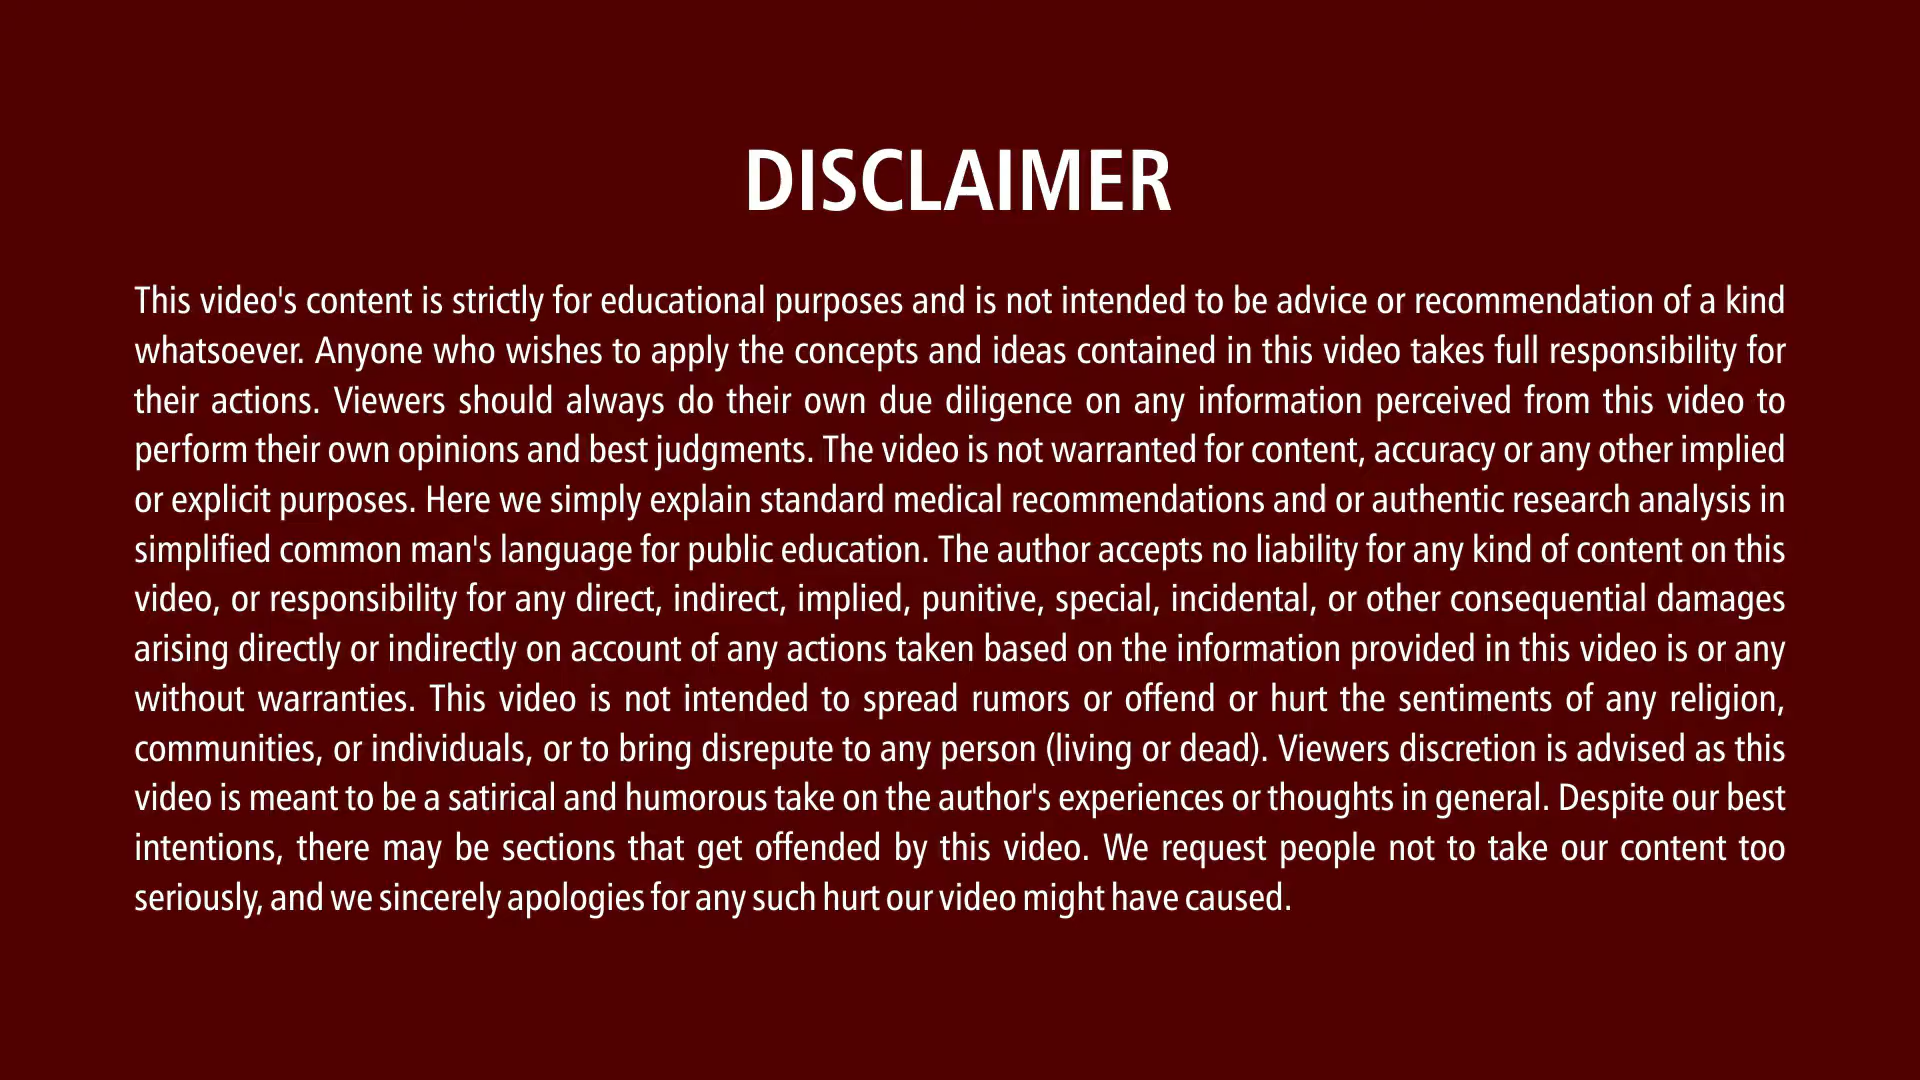 DISCLAIMER
This video's content is strictly for educational purposes and is not intended to be advice or recommendation of a kind
whatsoever. Anyone who wishes to apply the concepts and ideas contained in this video takes full responsibility for
their actions. Viewers should always do their own due diligence on any information perceived from this video to
perform their own opinions and best judgments. The video is not warranted for content, accuracy or any other implied
or explicit purposes. Here we simply explain standard medical recommendations and or authentic research analysis in
simplified common man's language for public education. The author accepts no liability for any kind of content on this
video, or responsibility for any direct, indirect, implied, punitive, special, incidental, or other consequential damages
arising directly or indirectly on account of any actions taken based on the information provided in this video is or any
without warranties. This video is not intended to spread rumors or offend or hurt the sentiments of any religion,
communities, or individuals, or to bring disrepute to any person (living or dead). Viewers discretion is advised as this
video is meant to be a satirical and humorous take on the author's experiences or thoughts in general. Despite our best
intentions, there may be sections that get offended by this video. We request people not to take our content too
seriously, and we sincerely apologies for any such hurt our video might have caused.